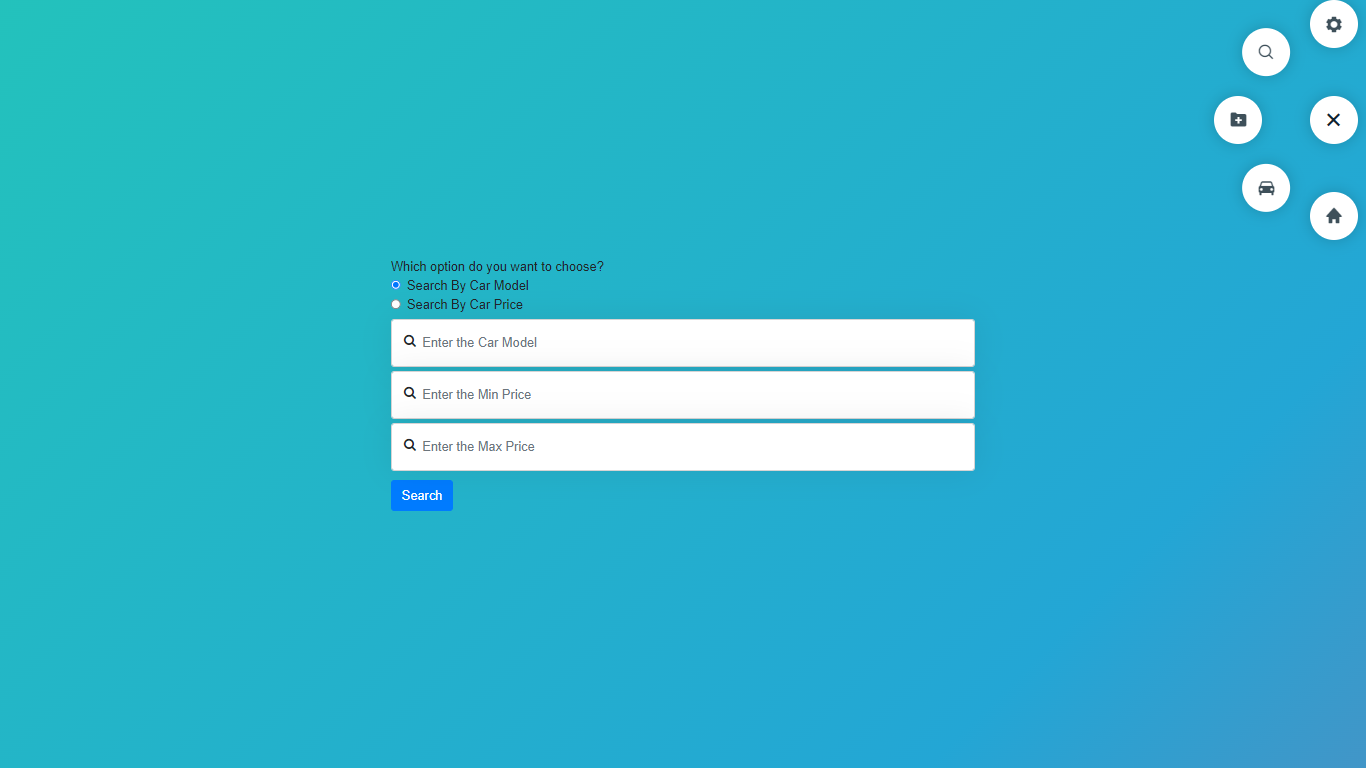 Which option do you want to choose?
Search By Car Model
Search By Car Price
Enter the Car Model
Enter the Min Price
Enter the Max Price
Search